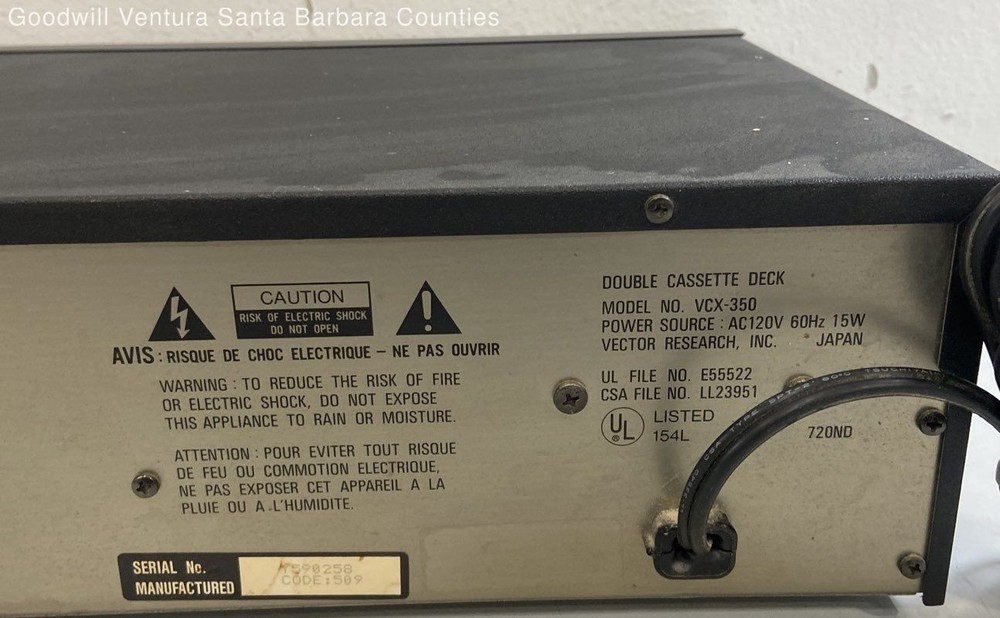 Goodwill Ventura Santa Barbara Counties
CAUTION
RISK OF ELECTRIC SHOCK
DO NOT OPEN
AVIS : RISQUE DE CHOC ELECTRIQUE – NE PAS OUVRIR
WARNING : TO REDUCE THE RISK OF FIRE
OR ELECTRIC SHOCK, DO NOT EXPOSE
THIS APPLIANCE TO RAIN OR MOISTURE.
ATTENTION : POUR EVITER TOUT RISQUE
DE FEU OU COMMOTION ELECTRIQUE,
NE PAS EXPOSER CET APPAREIL A LA
PLUIE OU A L'HUMIDITE.
SERIAL No.
590258
MANUFACTURED
CODE:509
DOUBLE CASSETTE DECK
MODEL NO. VCX-350
POWER SOURCE : AC120V 60Hz 15W
VECTOR RESEARCH, INC. JAPAN
UL FILE NO. E55522
CSA FILE NO. LL23951
UL LISTED
154L
720ND